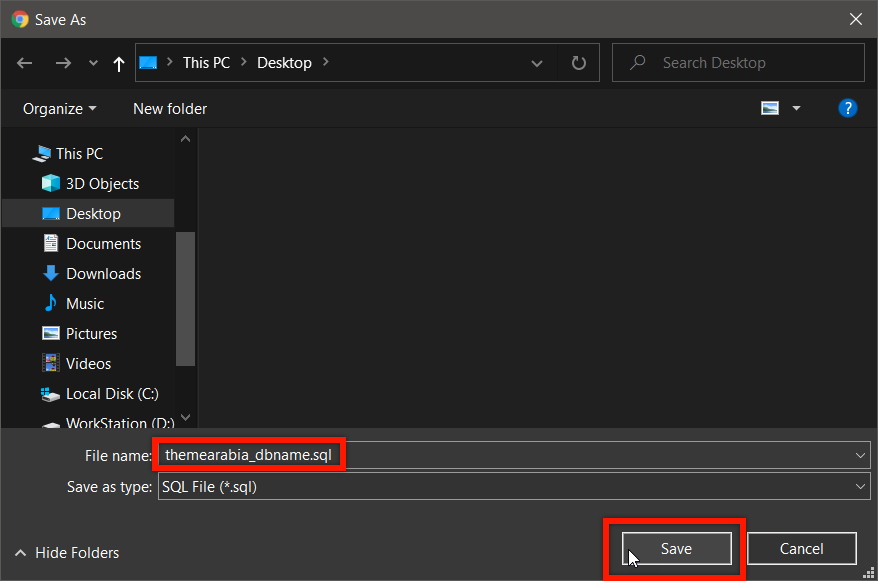 Save As
This PC
Desktop
Search Desktop
Organize
New folder
?
This PC
3D Objects
Desktop
Documents
Downloads
Music
Pictures
Videos
Local Disk (C:)
WorkStation (D:)
File name: themearabia_dbname.sql
Save as type: SQL File (*.sql)
Hide Folders
Save
Cancel